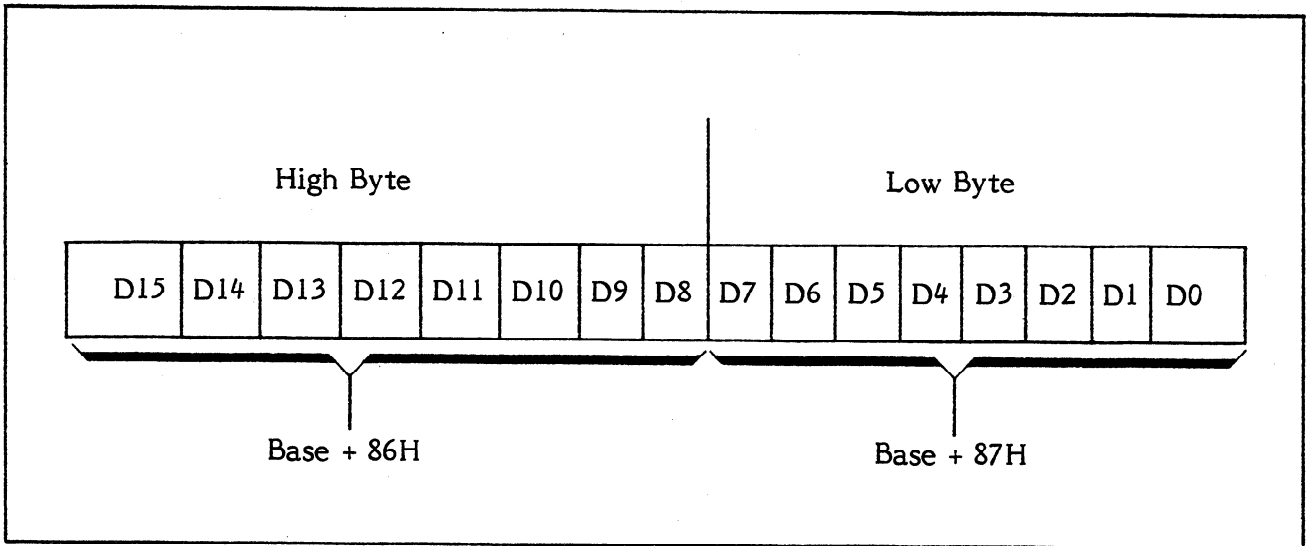 High Byte Low Byte
D15 D14 D13 D12 D11 D10 D9 D8 D7 D6 D5 D4 D3 D2 D1 D0
Base + 86H Base + 87H